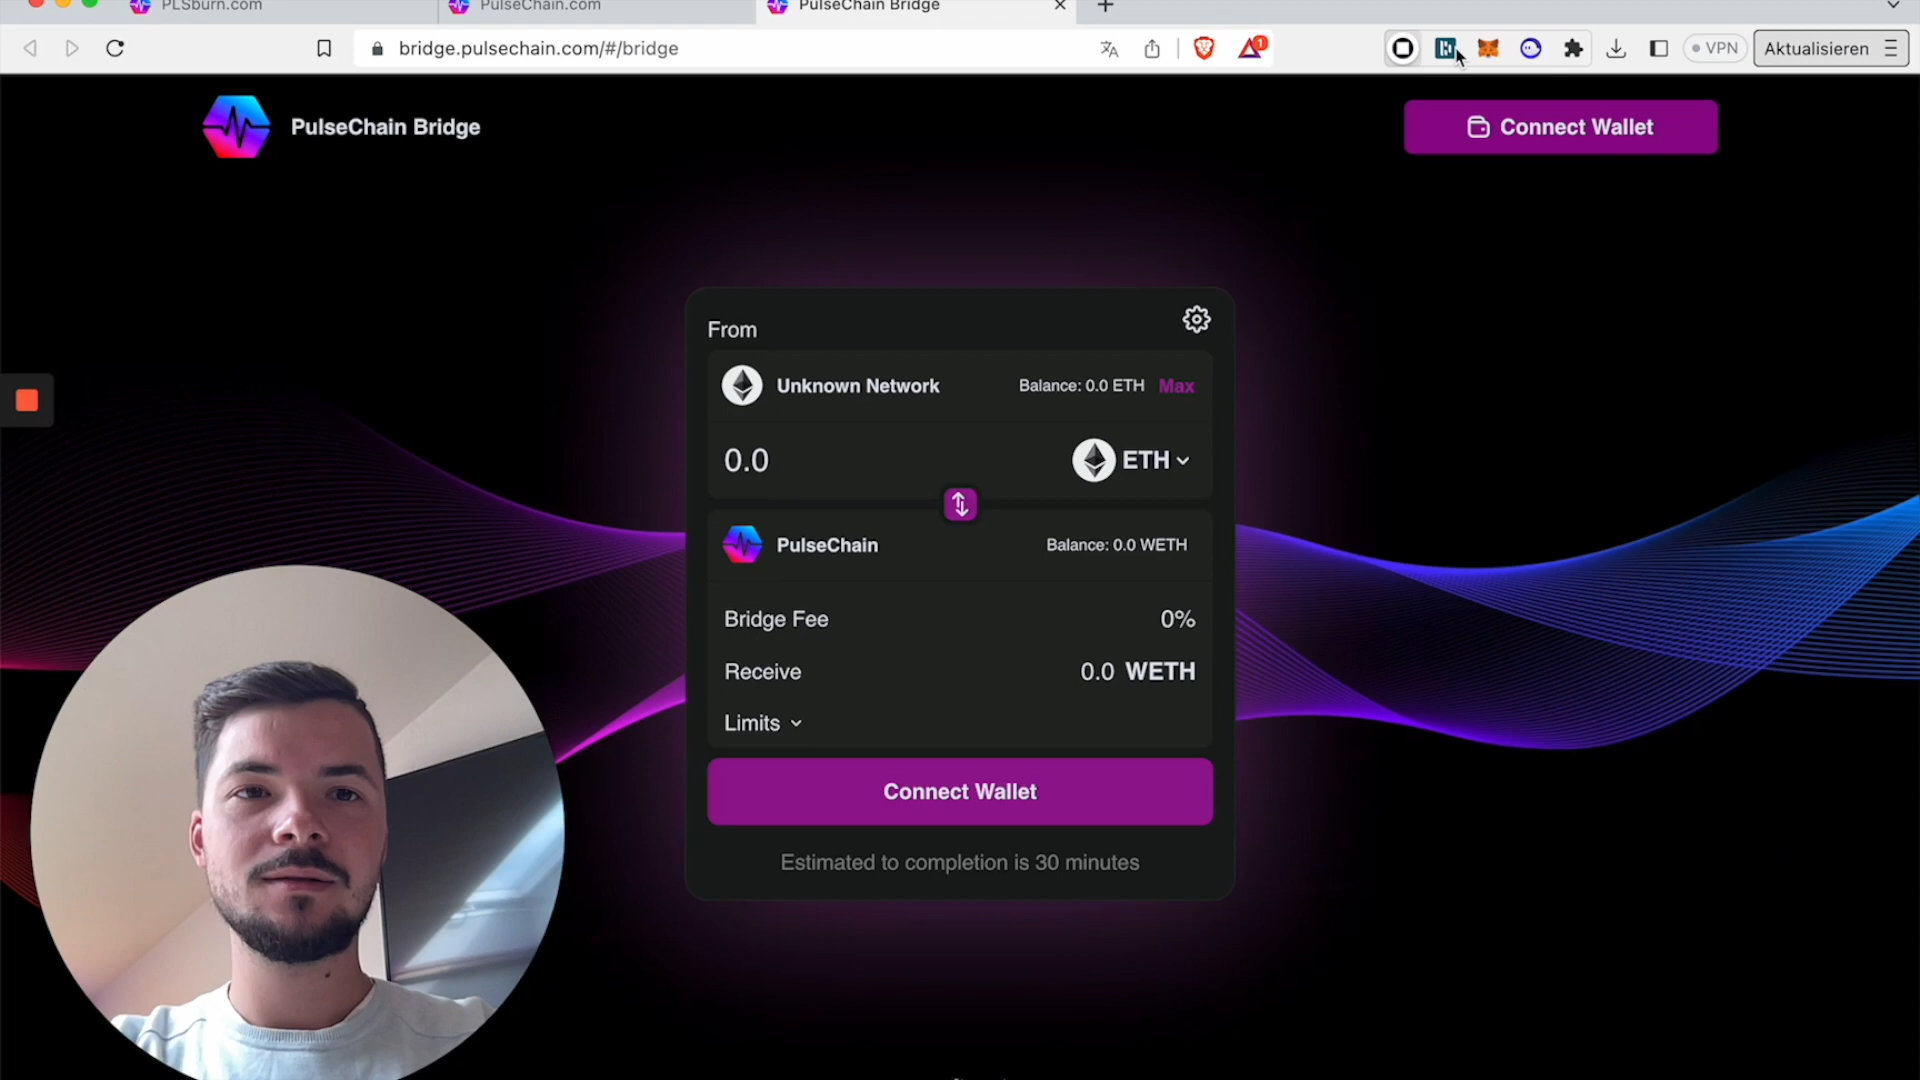 PLSburn.com
PulseChain.com
PulseChain Bridge
bridge.pulsechain.com/#/bridge
1
VPN
Aktualisieren
PulseChain Bridge
Connect Wallet
From
Unknown Network
Balance: 0.0 ETH Max
0.0
ETH
PulseChain
Balance: 0.0 WETH
Bridge Fee
0%
Receive
0.0 WETH
Limits
Connect Wallet
Estimated to completion is 30 minutes